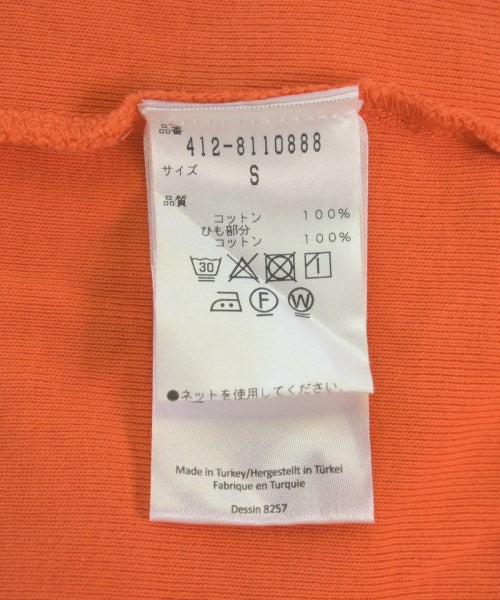 品番
412-8110888
サイズ S
品質
コットン 100%
ひも部分
コットン 100%
30
F W
●ネットを使用してください。
Made in Turkey/Hergestellt in Türkei
Fabrique en Turquie
Dessin 8257